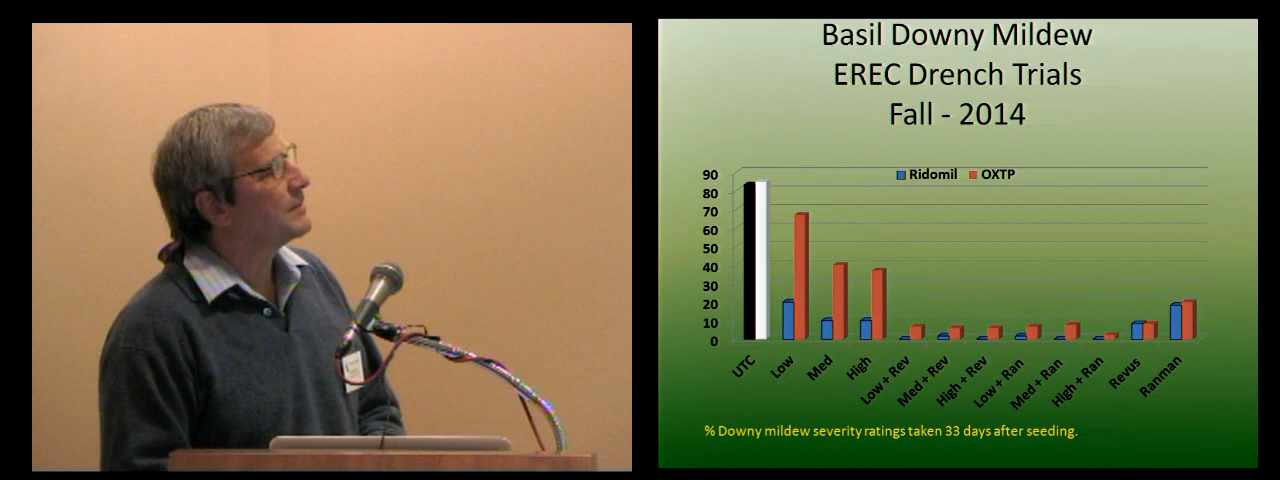 Basil Downy Mildew
EREC Drench Trials
Fall - 2014
Ridomil OXTP
90
80
70
60
50
40
30
20
10
0
UTC
Low
Med
High
Low + Rev
Med + Rev
High + Rev
Low + Ran
Med + Ran
High + Ran
Revus
Ranman
% Downy mildew severity ratings taken 33 days after seeding.